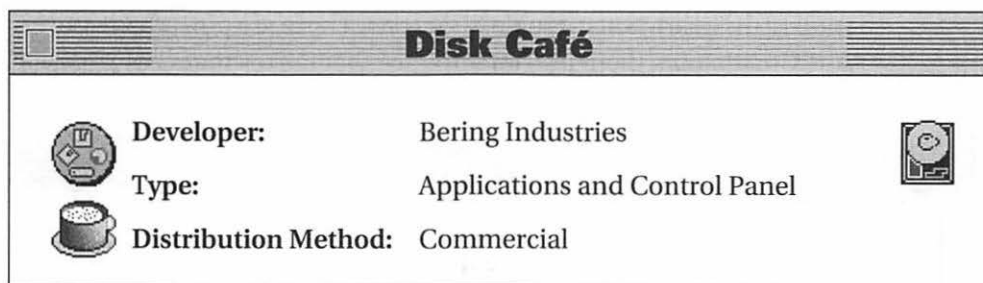 Disk Café
Developer: Bering Industries
Type: Applications and Control Panel
Distribution Method: Commercial